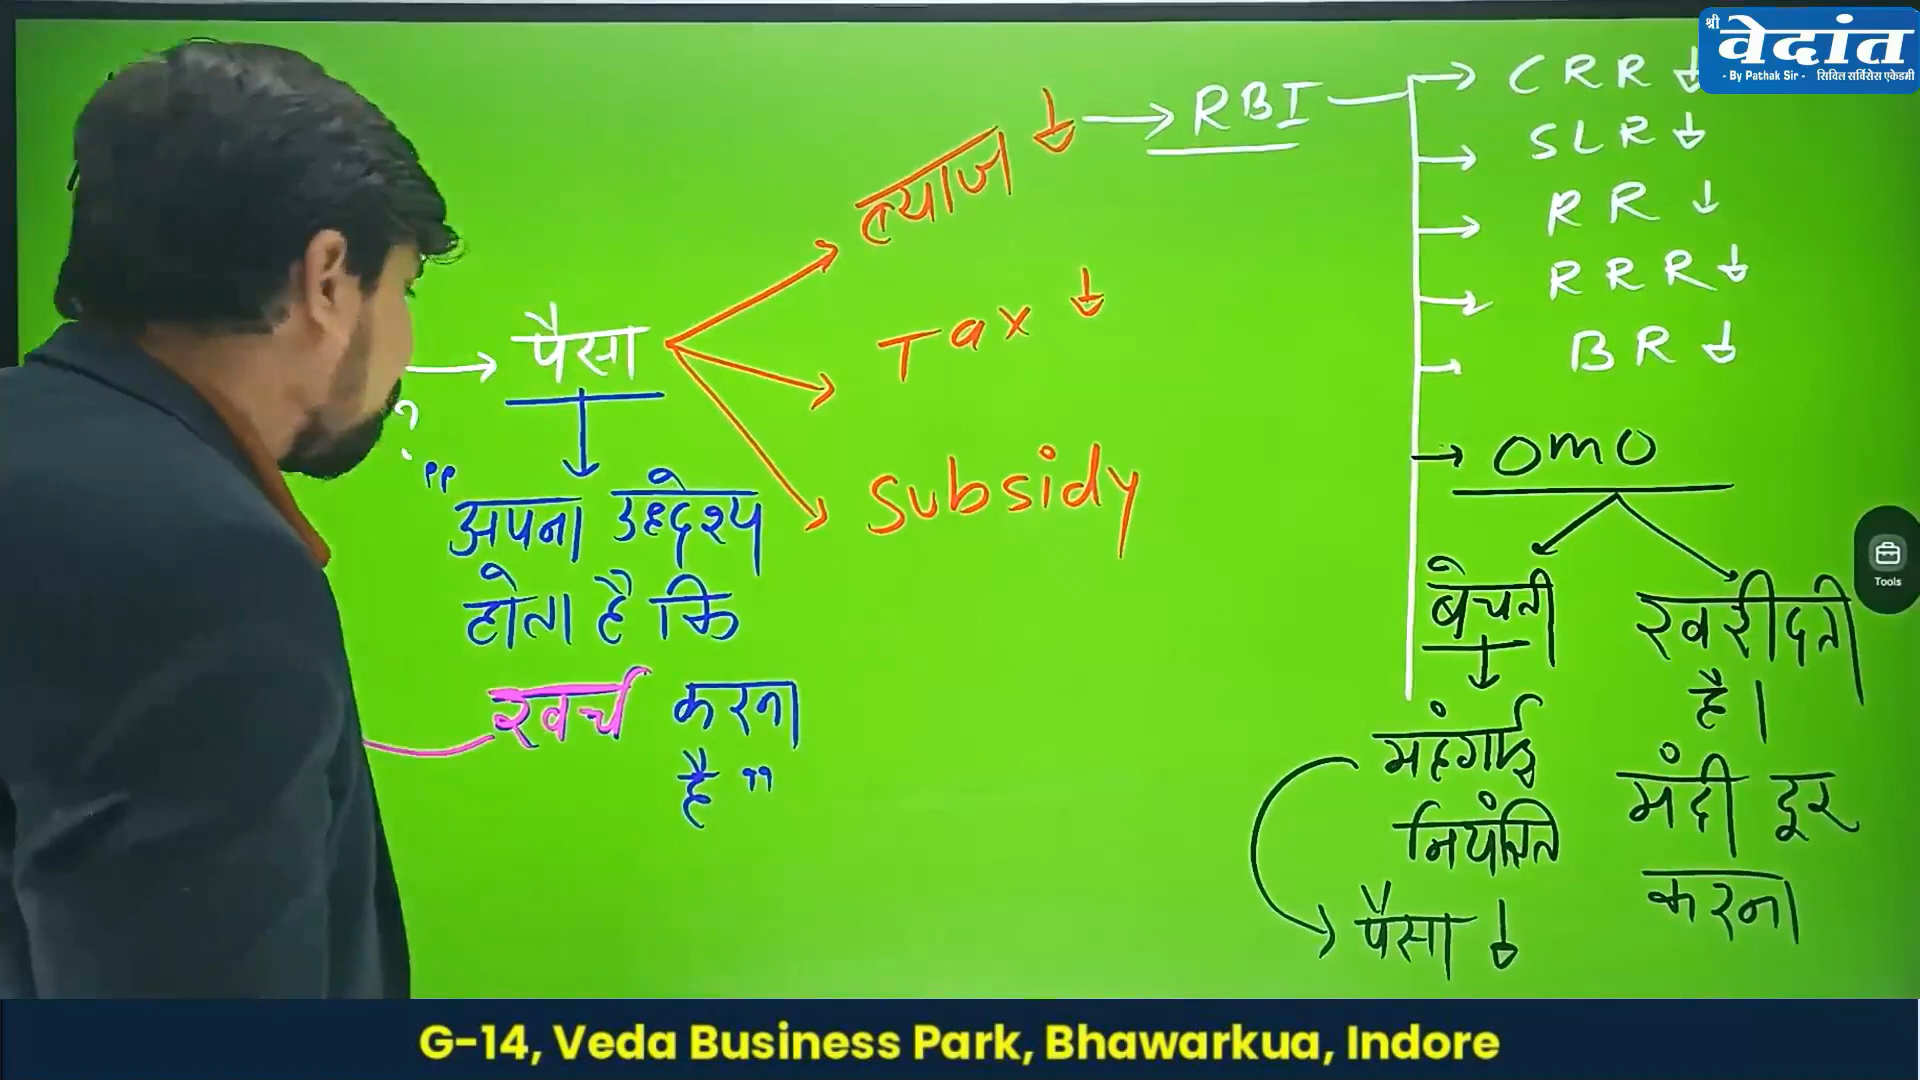 श्री
वेदांत
- By Pathak Sir - सिविल सर्विसेस एकेडमी
ब्याज ↓ → RBI
→ CRR ↓
→ SLR ↓
→ RR ↓
→ RRR ↓
→ BR ↓
→ OMO
→ पैसा
Tax ↓
Subsidy
"अपना उद्देश्य
होता है कि
खर्च करना
है"
?
बेचती
महंगाई
नियंत्रित
पैसा ↓
खरीदती
है।
मंदी दूर
करना
Tools
G-14, Veda Business Park, Bhawarkua, Indore